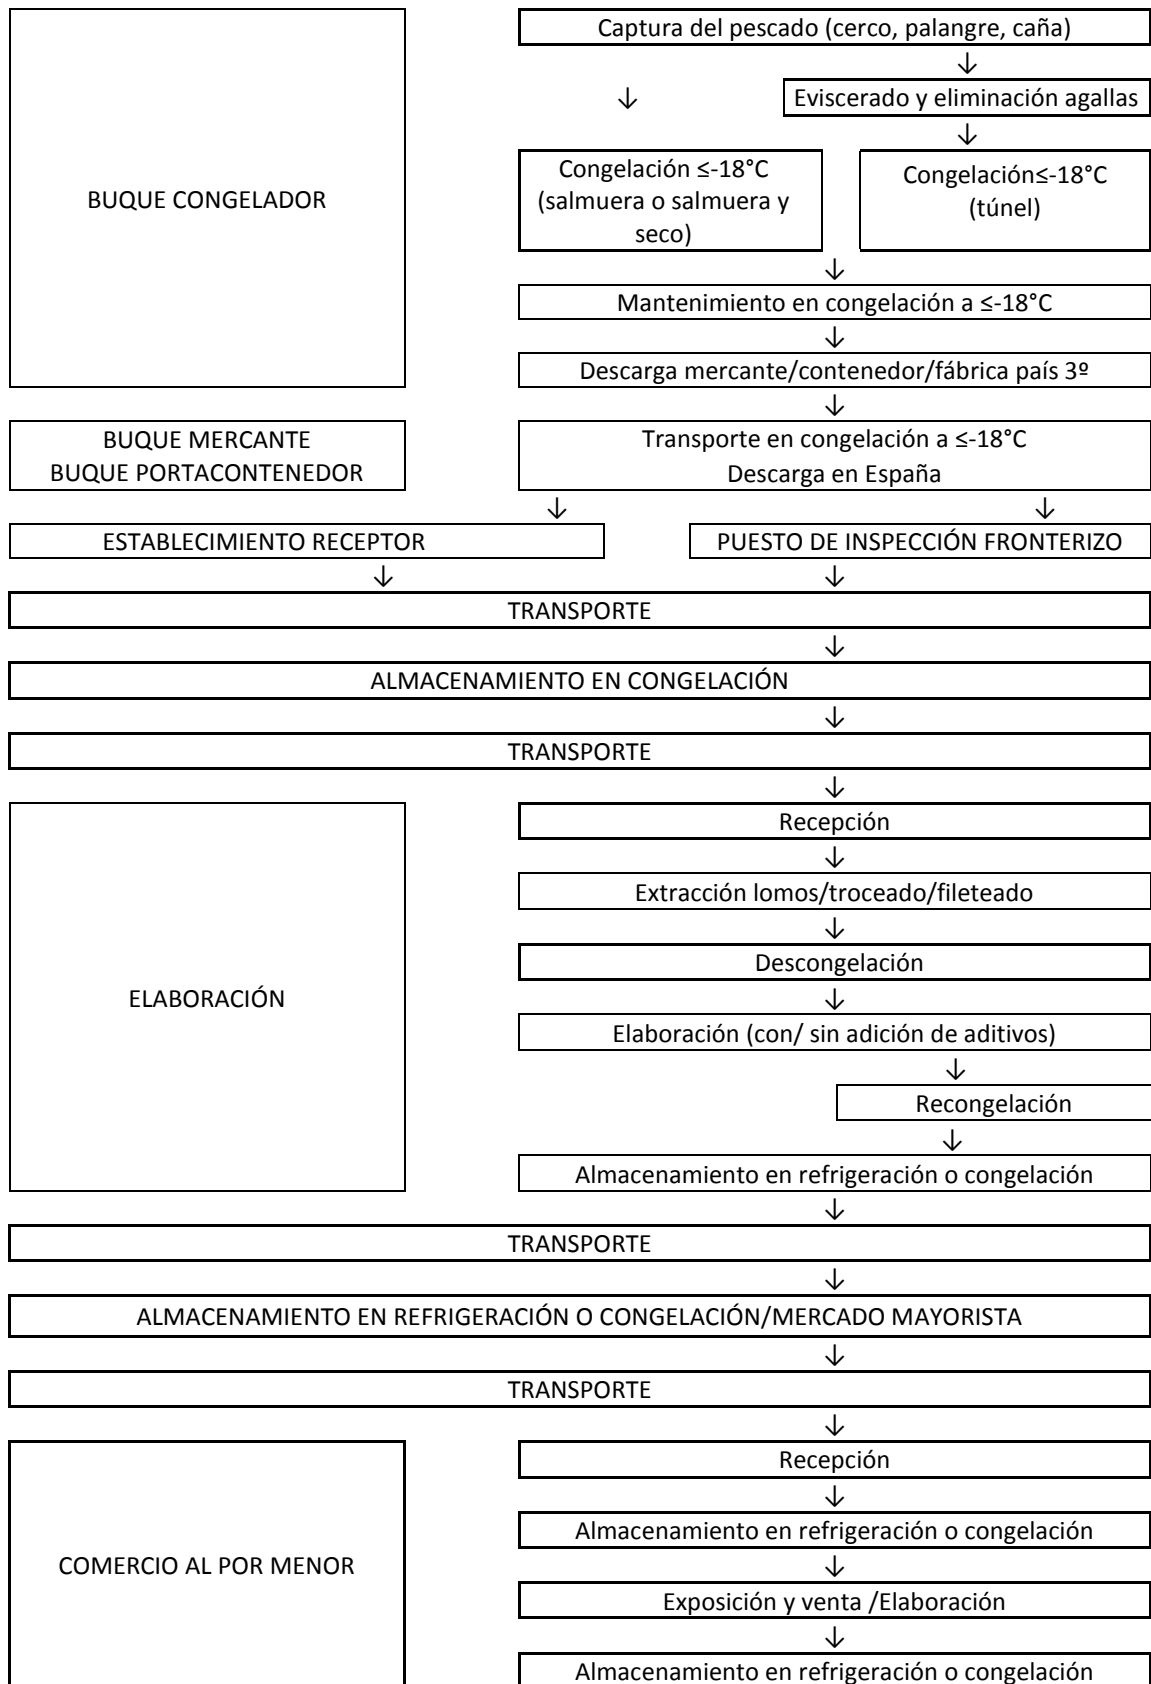 Captura del pescado (cerco, palangre, caña)
↓
↓
Eviscerado y eliminación agallas
↓
BUQUE CONGELADOR
Congelación ≤-18°C
(salmuera o salmuera y
seco)
Congelación≤-18°C
(túnel)
↓
Mantenimiento en congelación a ≤-18°C
↓
Descarga mercante/contenedor/fábrica país 3º
↓
BUQUE MERCANTE
BUQUE PORTACONTENEDOR
Transporte en congelación a ≤-18°C
Descarga en España
↓ ↓
ESTABLECIMIENTO RECEPTOR
PUESTO DE INSPECCIÓN FRONTERIZO
↓ ↓
TRANSPORTE
↓
ALMACENAMIENTO EN CONGELACIÓN
↓
TRANSPORTE
↓
Recepción
↓
Extracción lomos/troceado/fileteado
↓
Descongelación
↓
ELABORACIÓN
Elaboración (con/ sin adición de aditivos)
↓
Recongelación
↓
Almacenamiento en refrigeración o congelación
↓
TRANSPORTE
↓
ALMACENAMIENTO EN REFRIGERACIÓN O CONGELACIÓN/MERCADO MAYORISTA
↓
TRANSPORTE
↓
Recepción
↓
Almacenamiento en refrigeración o congelación
↓
COMERCIO AL POR MENOR
Exposición y venta /Elaboración
↓
Almacenamiento en refrigeración o congelación